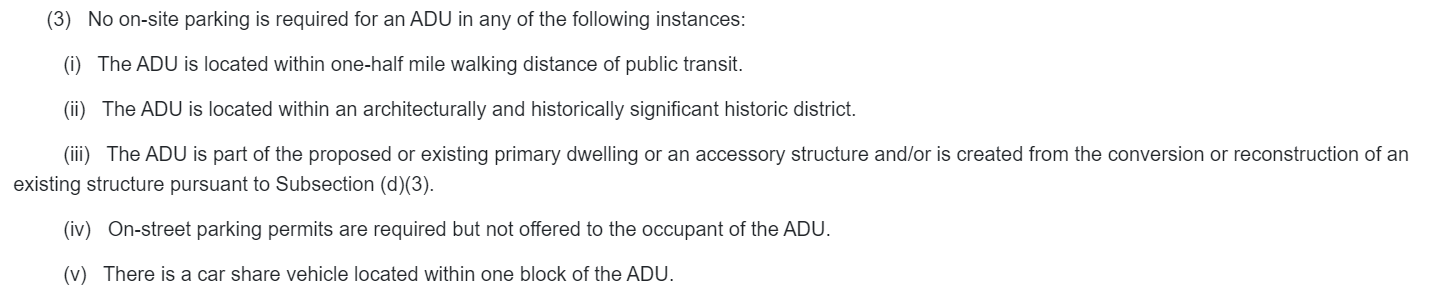 (3) No on-site parking is required for an ADU in any of the following instances:
(i) The ADU is located within one-half mile walking distance of public transit.
(ii) The ADU is located within an architecturally and historically significant historic district.
(iii) The ADU is part of the proposed or existing primary dwelling or an accessory structure and/or is created from the conversion or reconstruction of an
existing structure pursuant to Subsection (d)(3).
(iv) On-street parking permits are required but not offered to the occupant of the ADU.
(v) There is a car share vehicle located within one block of the ADU.